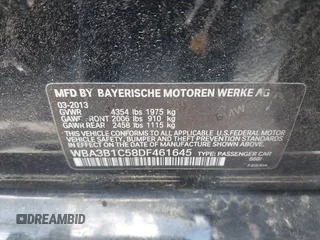 MFD BY BAYERISCHE MOTOREN WERKE AG
03-2013
GVWR 4354 lbs 1975 kg
GAWR FRONT 2006 lbs 910 kg
GAWR REAR 2458 lbs 1115 kg
THIS VEHICLE CONFORMS TO ALL APPLICABLE U.S. FEDERAL MOTOR
VEHICLE SAFETY, BUMPER AND THEFT PREVENTION STANDARDS IN
EFFECT ON THE DATE OF MANUFACTURE SHOWN ABOVE.
WBA3B1C58DF461645 TYPE: PASSENGER CAR
AUTOBIDMASTER